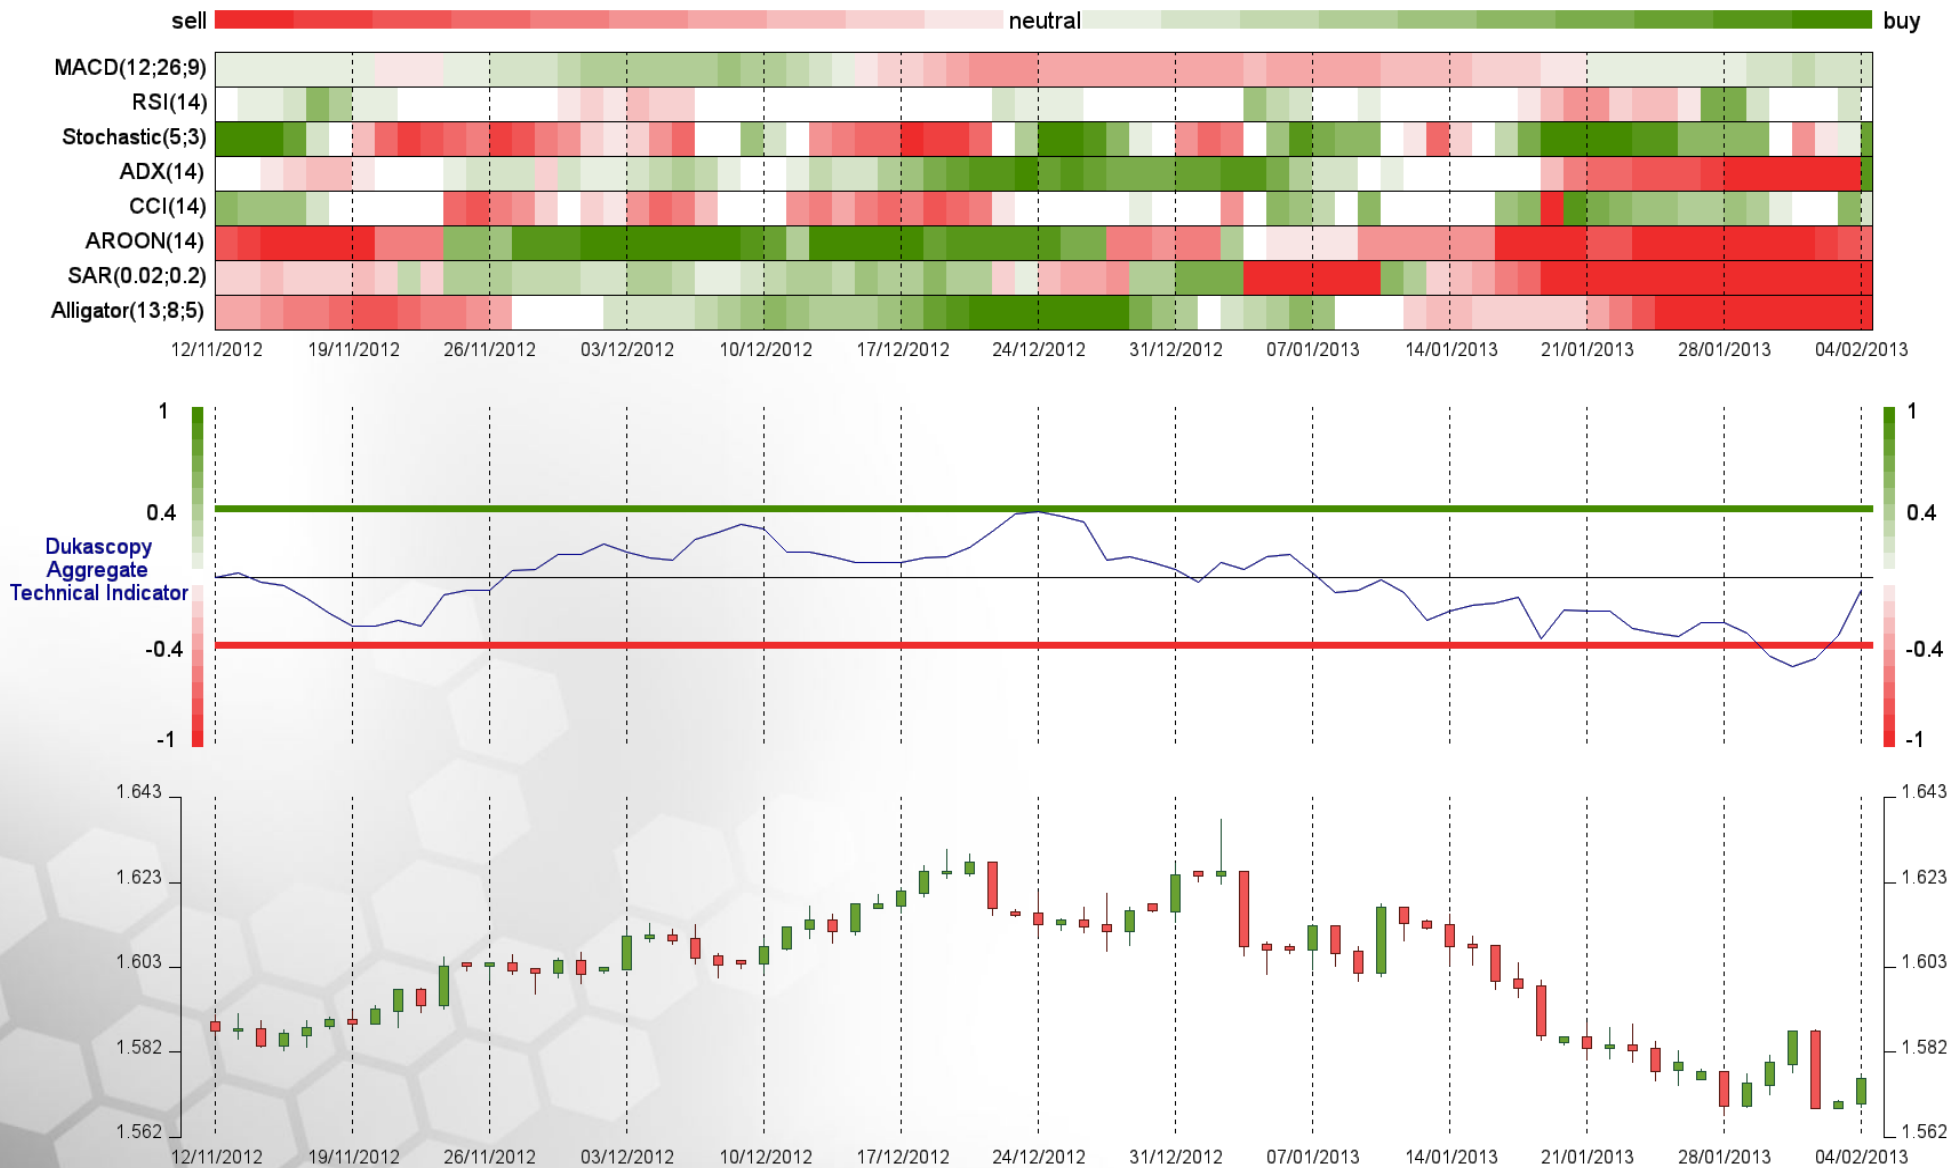 sell neutral buy
MACD(12;26;9)
RSI(14)
Stochastic(5;3)
ADX(14)
CCI(14)
AROON(14)
SAR(0.02;0.2)
Alligator(13;8;5)
12/11/2012 19/11/2012 26/11/2012 03/12/2012 10/12/2012 17/12/2012 24/12/2012 31/12/2012 07/01/2013 14/01/2013 21/01/2013 28/01/2013 04/02/2013
1 1
0.4 0.4
Dukascopy
Aggregate
Technical Indicator
-0.4 -0.4
-1 -1
1.643 1.643
1.623 1.623
1.603 1.603
1.582 1.582
1.562 1.562
12/11/2012 19/11/2012 26/11/2012 03/12/2012 10/12/2012 17/12/2012 24/12/2012 31/12/2012 07/01/2013 14/01/2013 21/01/2013 28/01/2013 04/02/2013